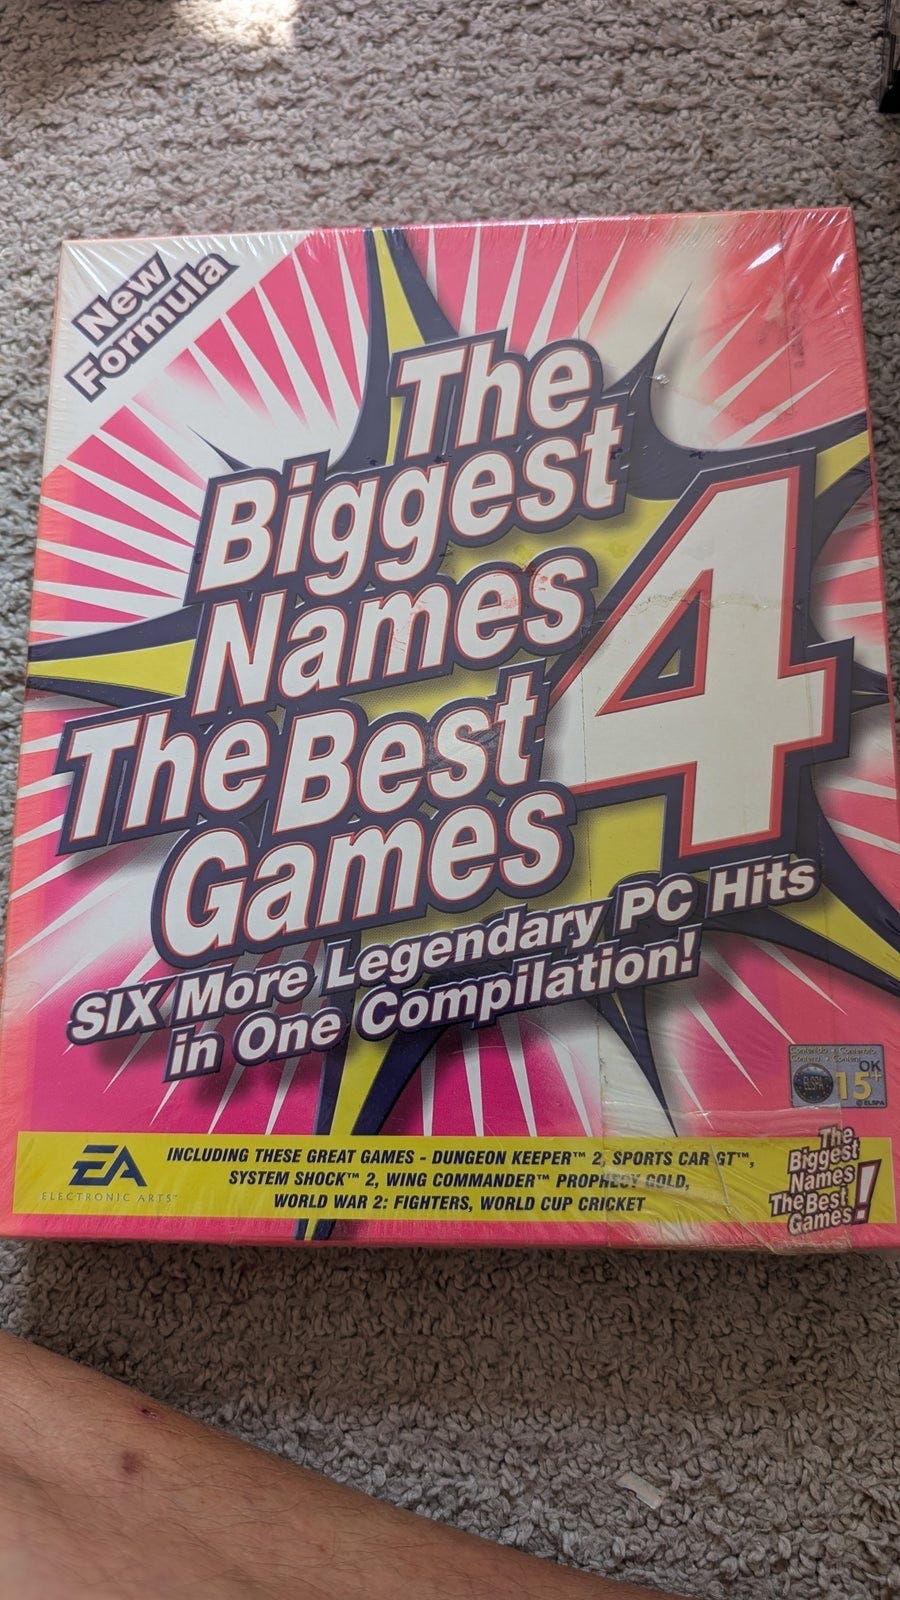 New
Formula
The
Biggest
Names
The Best
Games
4
SIX More Legendary PC Hits
in One Compilation!
ELSPA
OK
15+
© ELSPA
EA
ELECTRONIC ARTS™
INCLUDING THESE GREAT GAMES - DUNGEON KEEPER™ 2, SPORTS CAR GT™,
SYSTEM SHOCK™ 2, WING COMMANDER™ PROPHECY GOLD,
WORLD WAR 2: FIGHTERS, WORLD CUP CRICKET
The
Biggest
Names
The Best
Games!